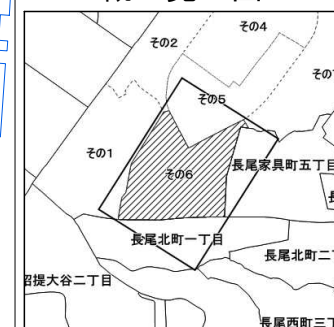 その4
その2
その5
その1
その6
長尾家具町五丁目
長尾北町一丁目
長尾北町二
招提大谷二丁目
長尾西町三丁